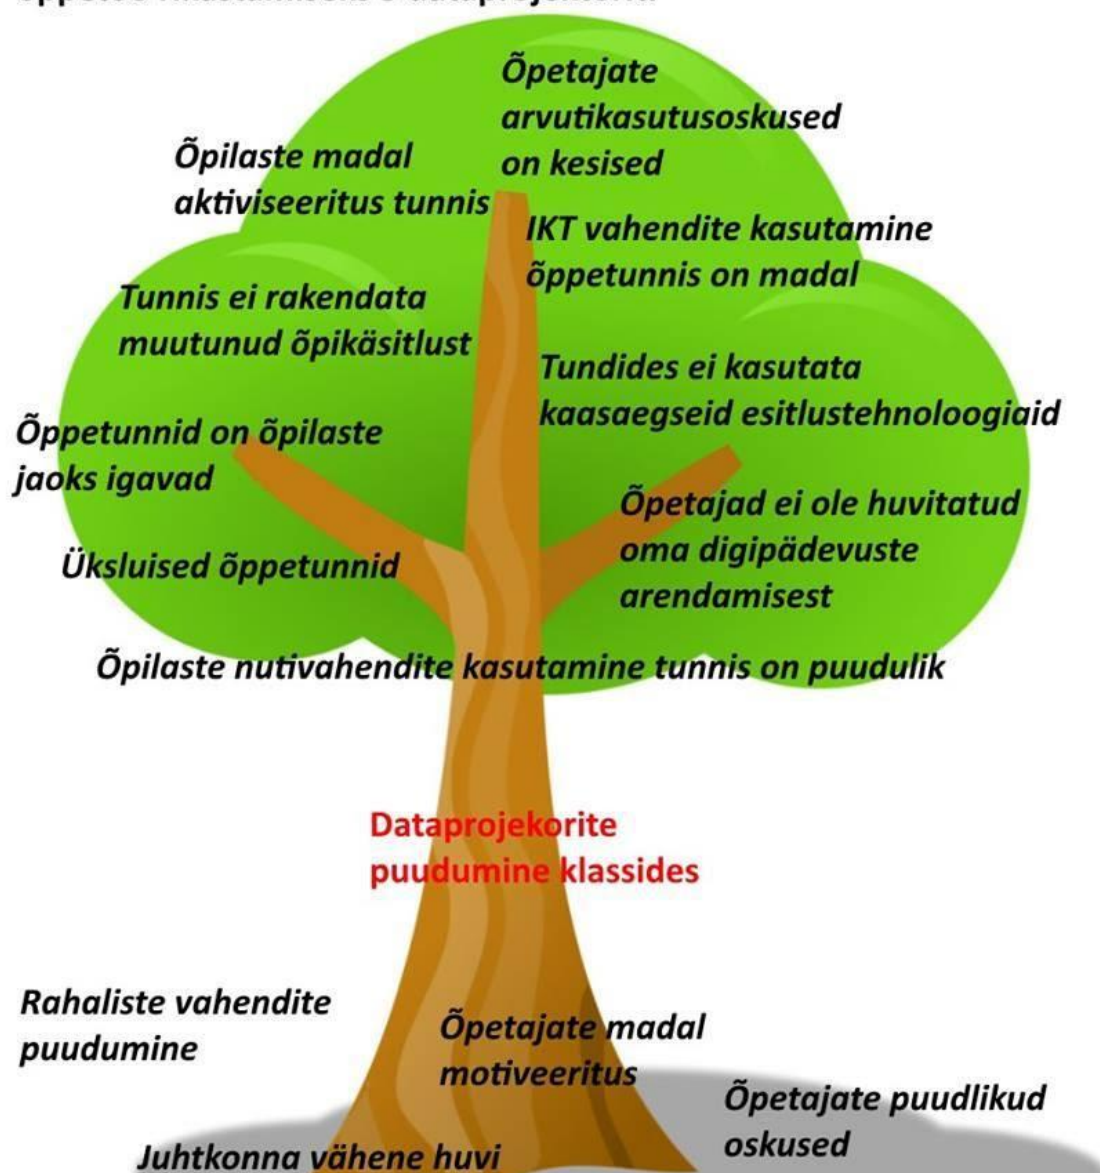 Õpetajate
arvutikasutusoskused
on kesised
Õpilaste madal
aktiviseeritus tunnis
IKT vahendite kasutamine
õppetunnis on madal
Tunnis ei rakendata
muutunud õpikäsitlust
Tundides ei kasutata
kaasaegseid esitlustehnoloogiaid
Õppetunnid on õpilaste
jaoks igavad
Õpetajad ei ole huvitatud
oma digipädevuste
arendamisest
Üksluised õppetunnid
Õpilaste nutivahendite kasutamine tunnis on puudulik
Dataprojekorite
puudumine klassides
Rahaliste vahendite
puudumine
Õpetajate madal
motiveeritus
Õpetajate puudlikud
oskused
Juhtkonna vähene huvi